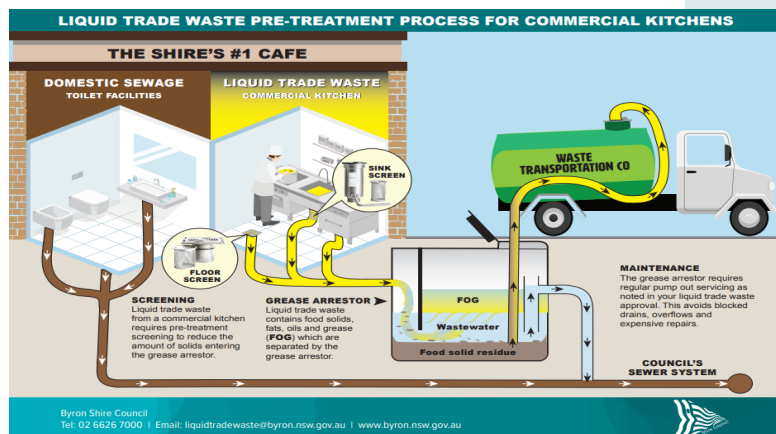 LIQUID TRADE WASTE PRE-TREATMENT PROCESS FOR COMMERCIAL KITCHENS
THE SHIRE'S #1 CAFE
DOMESTIC SEWAGE
TOILET FACILITIES
LIQUID TRADE WASTE
COMMERCIAL KITCHEN
SINK
SCREEN
WASTE
TRANSPORTATION CO
FLOOR
SCREEN
SCREENING
Liquid trade waste
from a commercial kitchen
requires pre-treatment
screening to reduce the
amount of solids entering
the grease arrestor.
GREASE ARRESTOR
Liquid trade waste
contains food solids,
fats, oils and grease
(FOG) which are
separated by the
grease arrestor.
FOG
Wastewater
Food solid residue
MAINTENANCE
The grease arrestor requires
regular pump out servicing as
noted in your liquid trade waste
approval. This avoids blocked
drains, overflows and
expensive repairs.
COUNCIL'S
SEWER SYSTEM
Byron Shire Council
Tel: 02 6626 7000 | Email: liquidtradewaste@byron.nsw.gov.au | www.byron.nsw.gov.au